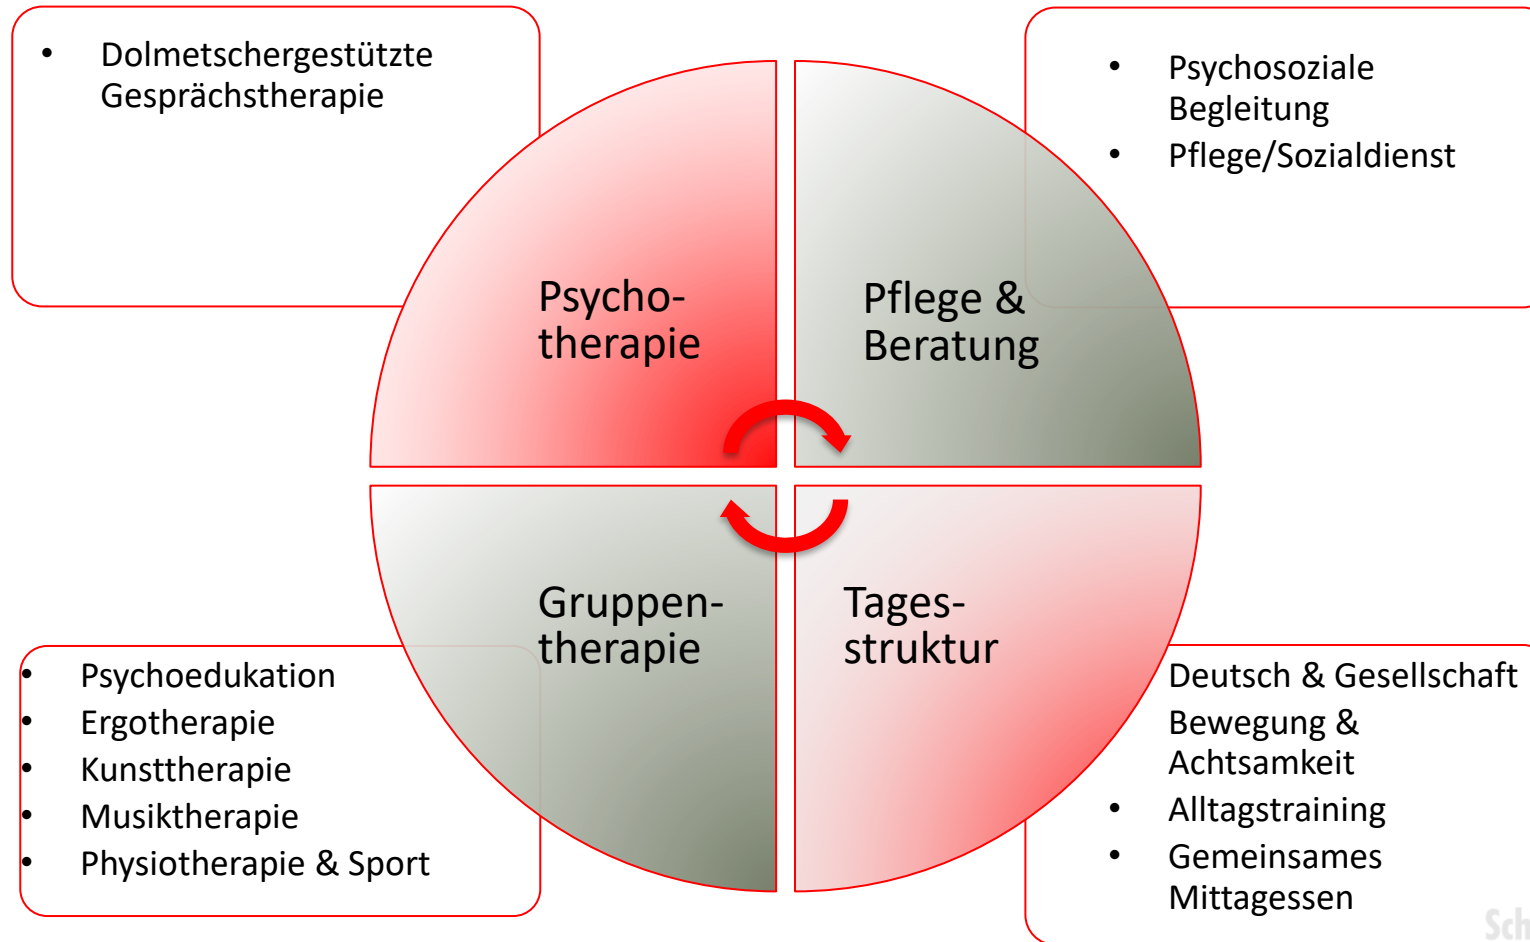 • Dolmetschergestützte
Gesprächstherapie
• Psychosoziale
Begleitung
• Pflege/Sozialdienst
Psycho-
therapie
Pflege &
Beratung
Gruppen-
therapie
Tages-
struktur
• Psychoedukation
• Ergotherapie
• Kunsttherapie
• Musiktherapie
• Physiotherapie & Sport
Deutsch & Gesellschaft
Bewegung &
Achtsamkeit
• Alltagstraining
• Gemeinsames
Mittagessen